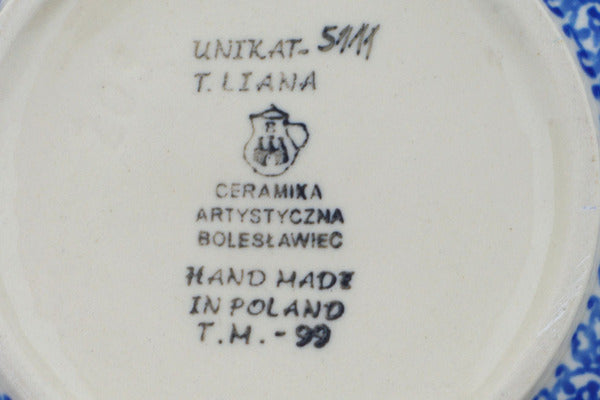 UNIKAT-5111
T. LIANA
CERAMIKA
ARTYSTYCZNA
BOLESŁAWIEC
HAND MADE
IN POLAND
T.M.-99